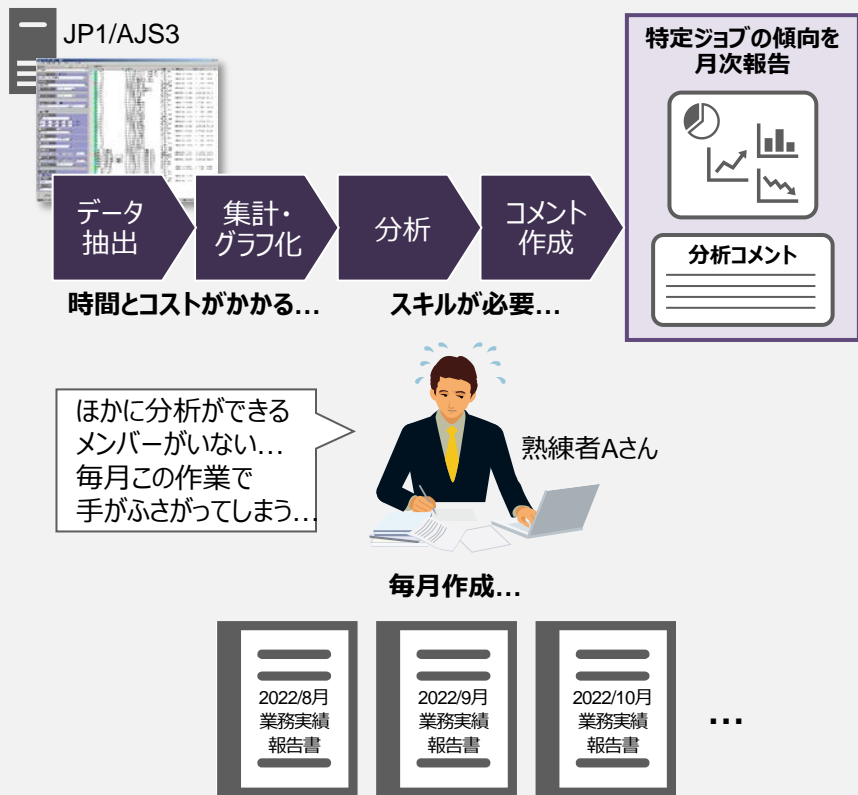 JP1/AJS3
特定ジョブの傾向を
月次報告
データ
抽出
集計・
グラフ化
分析
コメント
作成
分析コメント
時間とコストがかかる…
スキルが必要…
ほかに分析ができる
メンバーがいない…
毎月この作業で
手がふさがってしまう…
熟練者Aさん
毎月作成…
2022/8月
業務実績
報告書
2022/9月
業務実績
報告書
2022/10月
業務実績
報告書
…